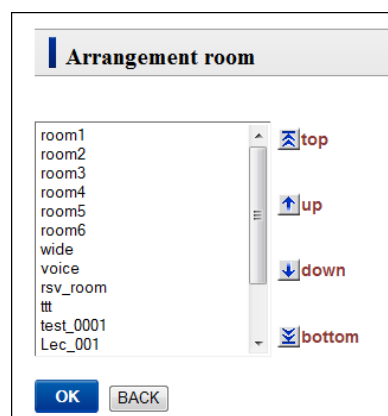 Arrangement room
room1
room2
room3
room4
room5
room6
wide
voice
rsv_room
ttt
test_0001
Lec_001
top
up
down
bottom
OK BACK